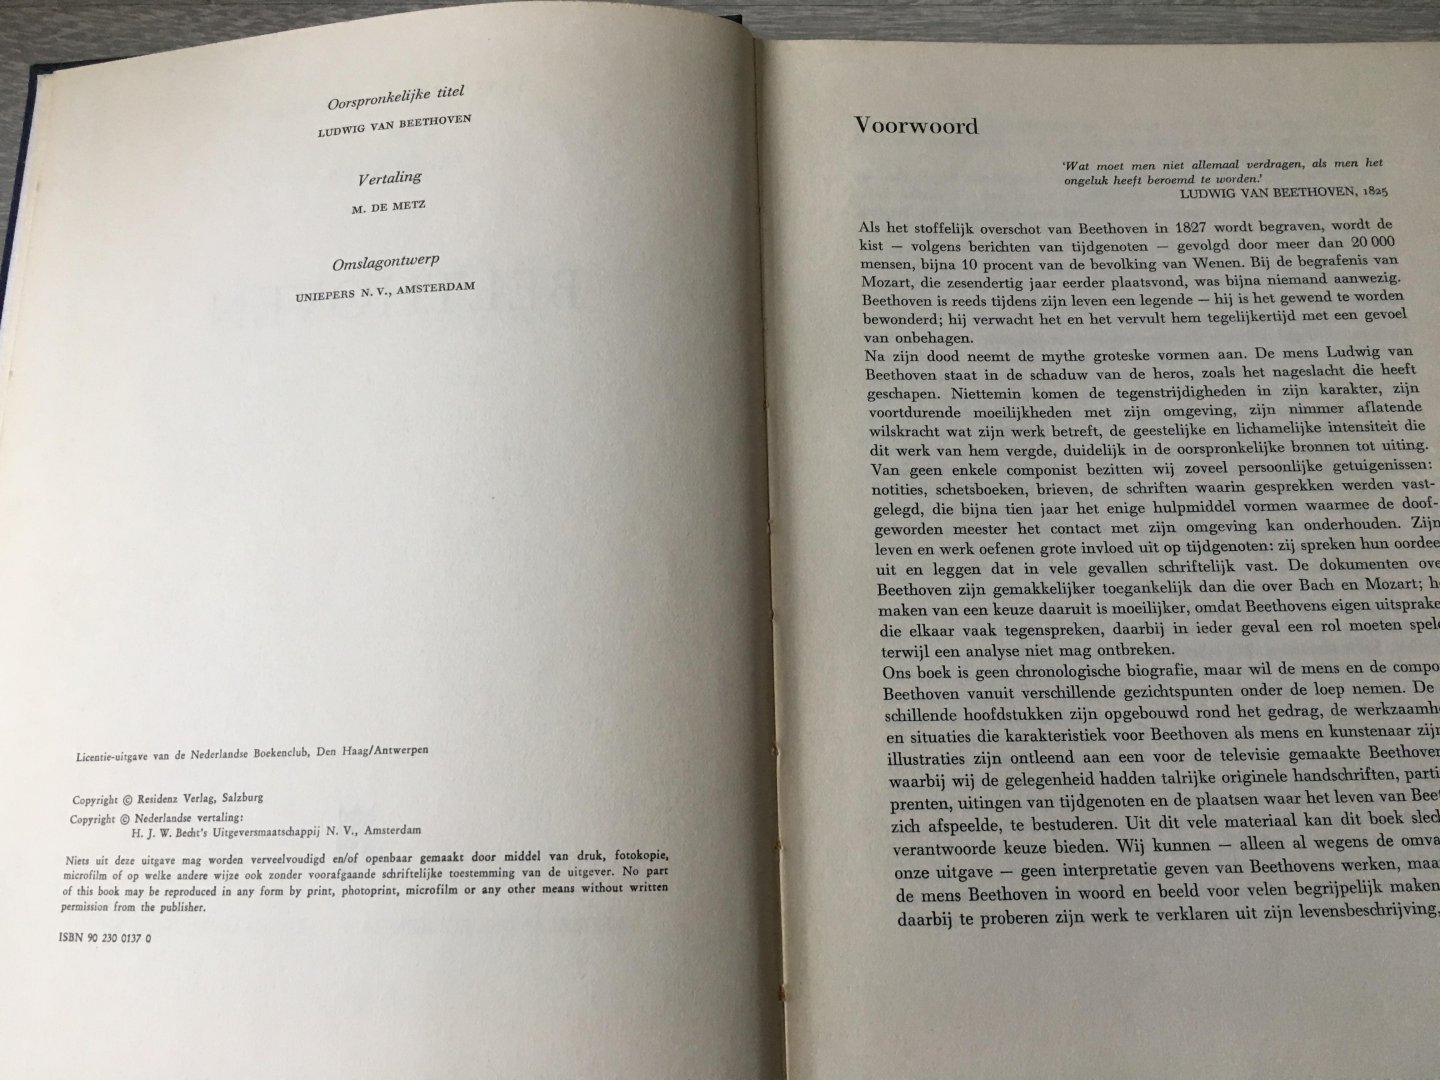 Oorspronkelijke titel
LUDWIG VAN BEETHOVEN
Vertaling
M. DE METZ
Omslagontwerp
UNIEPERS N. V., AMSTERDAM
Licentie-uitgave van de Nederlandse Boekenclub, Den Haag/Antwerpen
Copyright © Residenz Verlag, Salzburg
Copyright © Nederlandse vertaling:
H. J. W. Becht's Uitgeversmaatschappij N. V., Amsterdam
Niets uit deze uitgave mag worden verveelvoudigd en/of openbaar gemaakt door middel van druk, fotokopie,
microfilm of op welke andere wijze ook zonder voorafgaande schriftelijke toestemming van de uitgever. No part
of this book may be reproduced in any form by print, photoprint, microfilm or any other means without written
permission from the publisher.
ISBN 90 230 0137 0
Voorwoord
'Wat moet men niet allemaal verdragen, als men het
ongeluk heeft beroemd te worden.'
LUDWIG VAN BEETHOVEN, 1825
Als het stoffelijk overschot van Beethoven in 1827 wordt begraven, wordt de
kist — volgens berichten van tijdgenoten — gevolgd door meer dan 20 000
mensen, bijna 10 procent van de bevolking van Wenen. Bij de begrafenis van
Mozart, die zesendertig jaar eerder plaatsvond, was bijna niemand aanwezig.
Beethoven is reeds tijdens zijn leven een legende — hij is het gewend te worden
bewonderd; hij verwacht het en het vervult hem tegelijkertijd met een gevoel
van onbehagen.
Na zijn dood neemt de mythe groteske vormen aan. De mens Ludwig van
Beethoven staat in de schaduw van de heros, zoals het nageslacht die heeft
geschapen. Niettemin komen de tegenstrijdigheden in zijn karakter, zijn
voortdurende moeilijkheden met zijn omgeving, zijn nimmer aflatende
wilskracht wat zijn werk betreft, de geestelijke en lichamelijke intensiteit die
dit werk van hem vergde, duidelijk in de oorspronkelijke bronnen tot uiting.
Van geen enkele componist bezitten wij zoveel persoonlijke getuigenissen:
notities, schetsboeken, brieven, de schriften waarin gesprekken werden vast-
gelegd, die bijna tien jaar het enige hulpmiddel vormen waarmee de doof-
geworden meester het contact met zijn omgeving kan onderhouden. Zijn
leven en werk oefenen grote invloed uit op tijdgenoten: zij spreken hun oordee
uit en leggen dat in vele gevallen schriftelijk vast. De dokumenten ove
Beethoven zijn gemakkelijker toegankelijk dan die over Bach en Mozart; h
maken van een keuze daaruit is moeilijker, omdat Beethovens eigen uitsprake
die elkaar vaak tegenspreken, daarbij in ieder geval een rol moeten spele
terwijl een analyse niet mag ontbreken.
Ons boek is geen chronologische biografie, maar wil de mens en de compo
Beethoven vanuit verschillende gezichtspunten onder de loep nemen. De
schillende hoofdstukken zijn opgebouwd rond het gedrag, de werkzaamh
en situaties die karakteristiek voor Beethoven als mens en kunstenaar zijn
illustraties zijn ontleend aan een voor de televisie gemaakte Beethoven
waarbij wij de gelegenheid hadden talrijke originele handschriften, parti
prenten, uitingen van tijdgenoten en de plaatsen waar het leven van Beet
zich afspeelde, te bestuderen. Uit dit vele materiaal kan dit boek slech
verantwoorde keuze bieden. Wij kunnen — alleen al wegens de omva
onze uitgave — geen interpretatie geven van Beethovens werken, maa
de mens Beethoven in woord en beeld voor velen begrijpelijk maken
daarbij te proberen zijn werk te verklaren uit zijn levensbeschrijving,